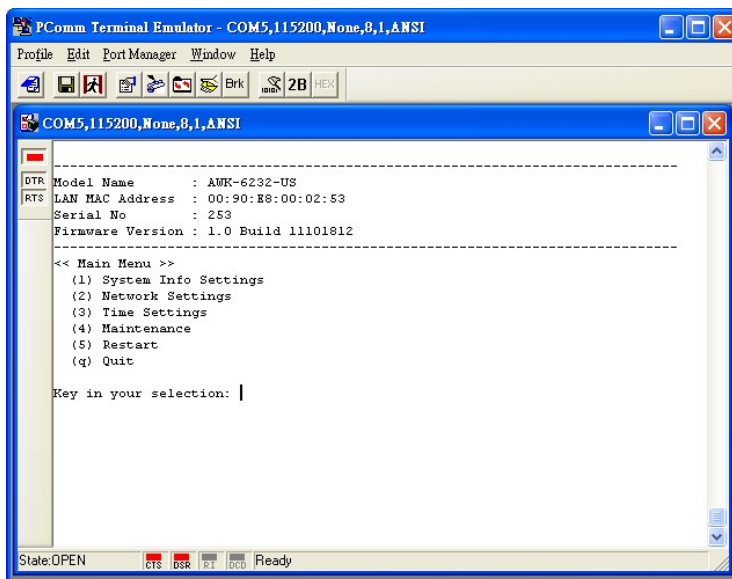 PComm Terminal Emulator - COM5,115200,None,8,1,ANSI
Profile Edit Port Manager Window Help
Brk 2B HEX
COM5,115200,None,8,1,ANSI
DTR
RTS
--------------------------------------------------------------------------------
Model Name : AWK-6232-US
LAN MAC Address : 00:90:E8:00:02:53
Serial No : 253
Firmware Version : 1.0 Build 11101812
--------------------------------------------------------------------------------
<< Main Menu >>
(1) System Info Settings
(2) Network Settings
(3) Time Settings
(4) Maintenance
(5) Restart
(q) Quit
Key in your selection:
State:OPEN CTS DSR RI DCD Ready